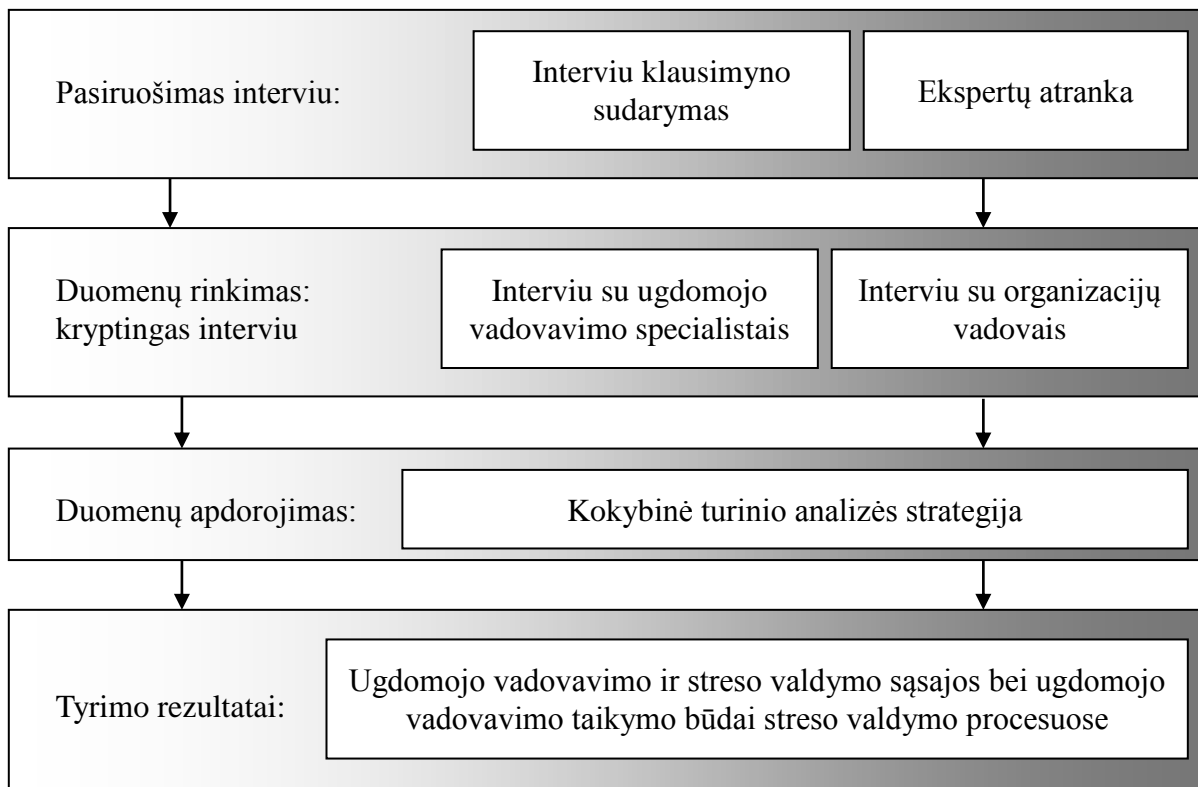 Pasiruošimas interviu:
Interviu klausimyno
sudarymas
Ekspertų atranka
Duomenų rinkimas:
kryptingas interviu
Interviu su ugdomojo
vadovavimo specialistais
Interviu su organizacijų
vadovais
Duomenų apdorojimas:
Kokybinė turinio analizės strategija
Tyrimo rezultatai:
Ugdomojo vadovavimo ir streso valdymo sąsajos bei ugdomojo
vadovavimo taikymo būdai streso valdymo procesuose